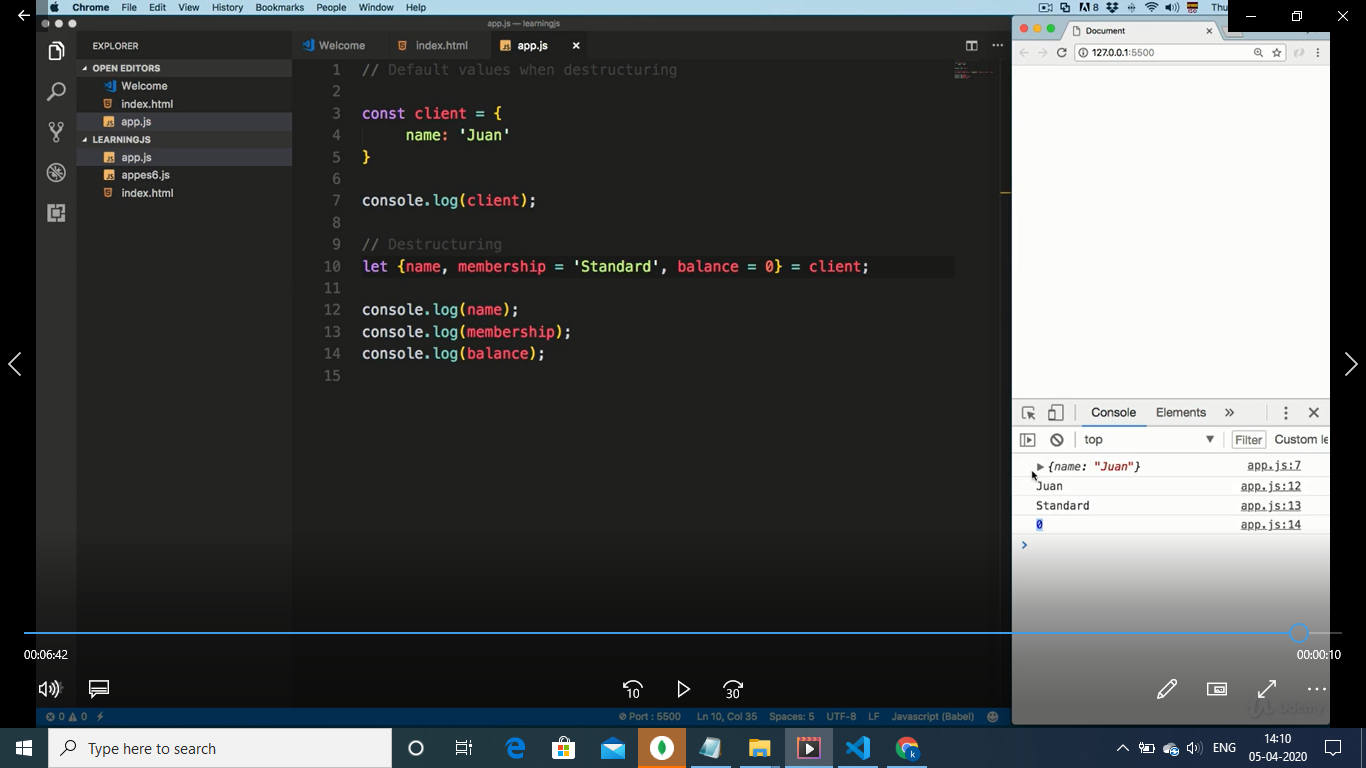 Chrome File Edit View History Bookmarks People Window Help 8 Thu
app.js — learningjs
EXPLORER
OPEN EDITORS
Welcome
index.html
app.js
LEARNINGJS
app.js
appes6.js
index.html
Welcome index.html app.js
1 // Default values when destructuring
2
3 const client = {
4 name: 'Juan'
5 }
6
7 console.log(client);
8
9 // Destructuring
10 let {name, membership = 'Standard', balance = 0} = client;
11
12 console.log(name);
13 console.log(membership);
14 console.log(balance);
15
Document
127.0.0.1:5500
Console Elements »
top Filter Custom le
{name: "Juan"} app.js:7
Juan app.js:12
Standard app.js:13
0 app.js:14
00:06:42 00:00:10
10 30
Udemy
0 0 Port : 5500 Ln 10, Col 35 Spaces: 5 UTF-8 LF Javascript (Babel)
Type here to search
ENG
14:10
05-04-2020